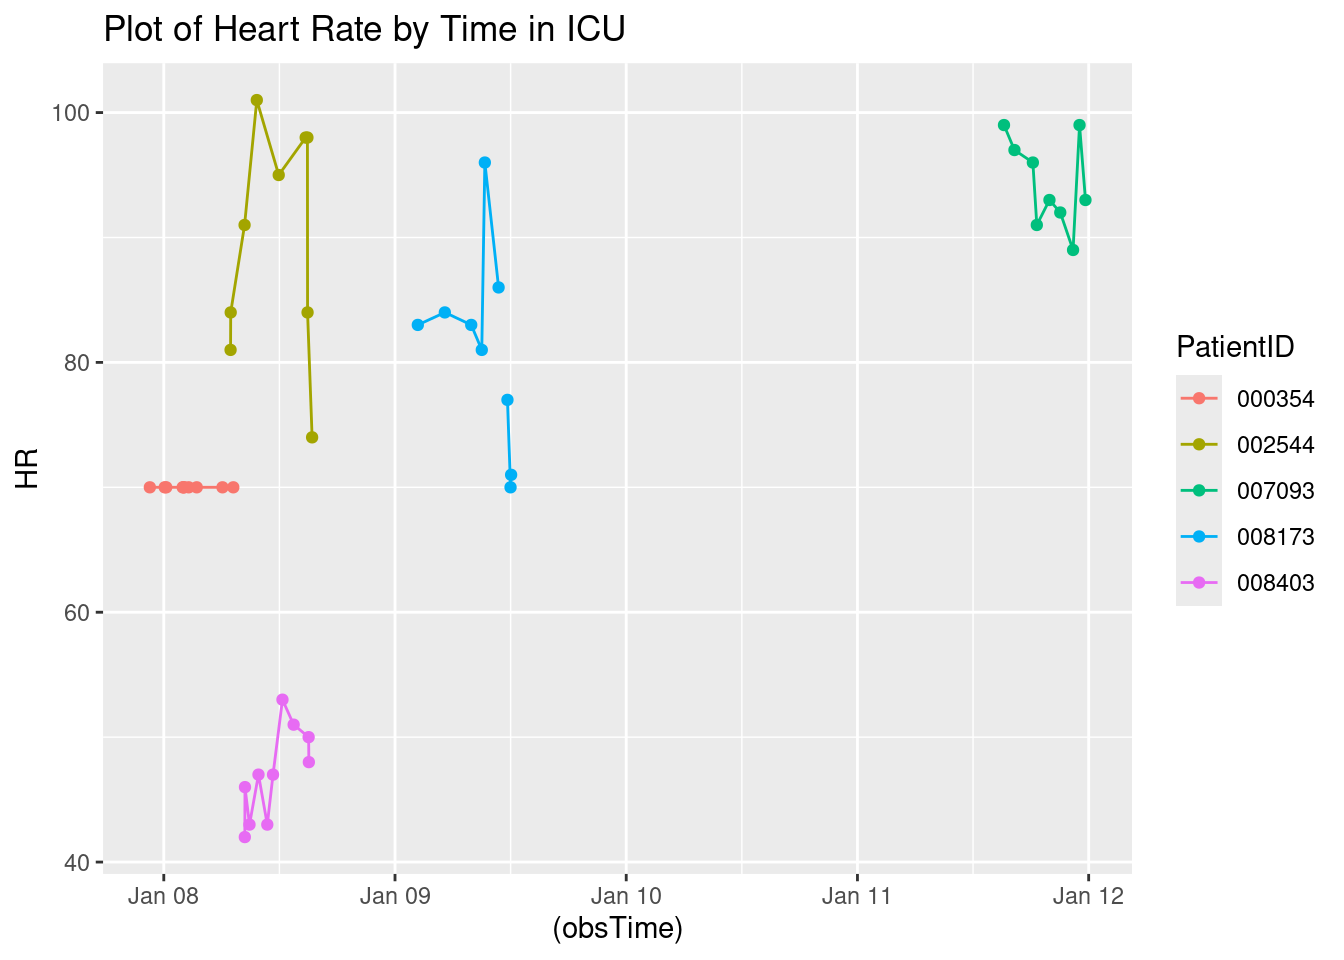 Plot of Heart Rate by Time in ICU
100
80
60
40
HR
Jan 08
Jan 09
Jan 10
Jan 11
Jan 12
(obsTime)
PatientID
000354
002544
007093
008173
008403